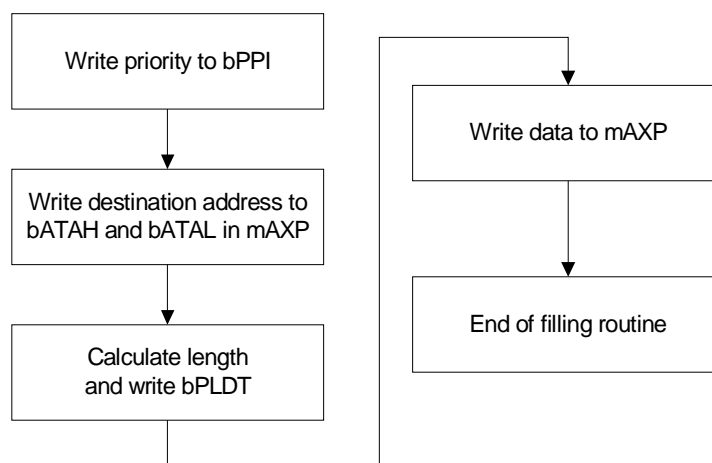 Write priority to bPPI
Write destination address to
bATAH and bATAL in mAXP
Calculate length
and write bPLDT
Write data to mAXP
End of filling routine